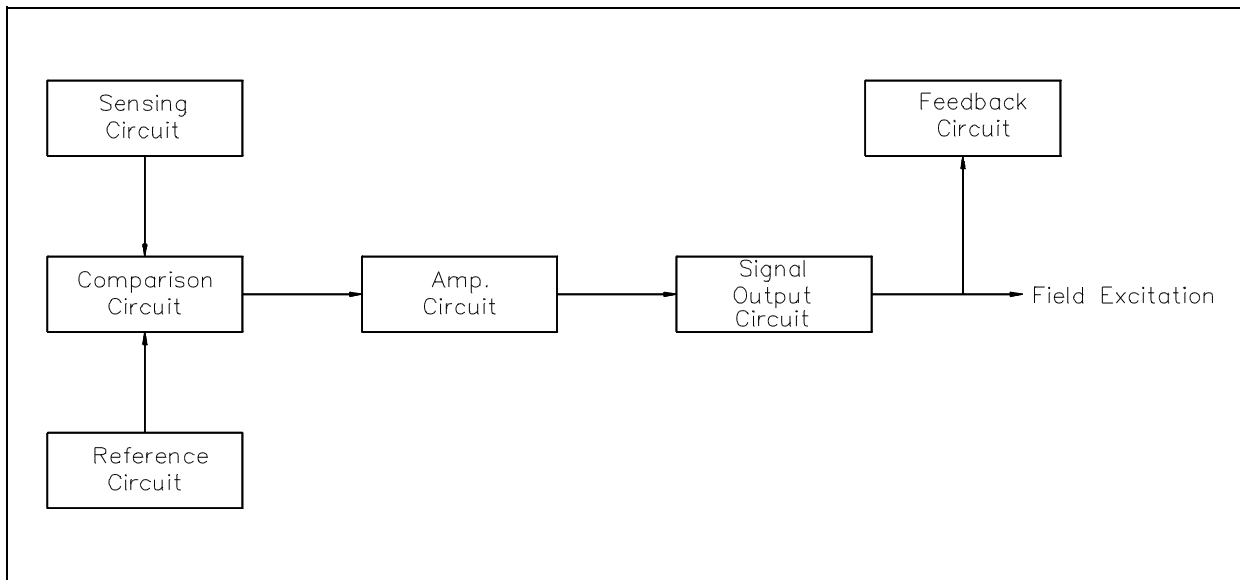 Sensing
Circuit
Feedback
Circuit
Comparison
Circuit
Amp.
Circuit
Signal
Output
Circuit
Field Excitation
Reference
Circuit